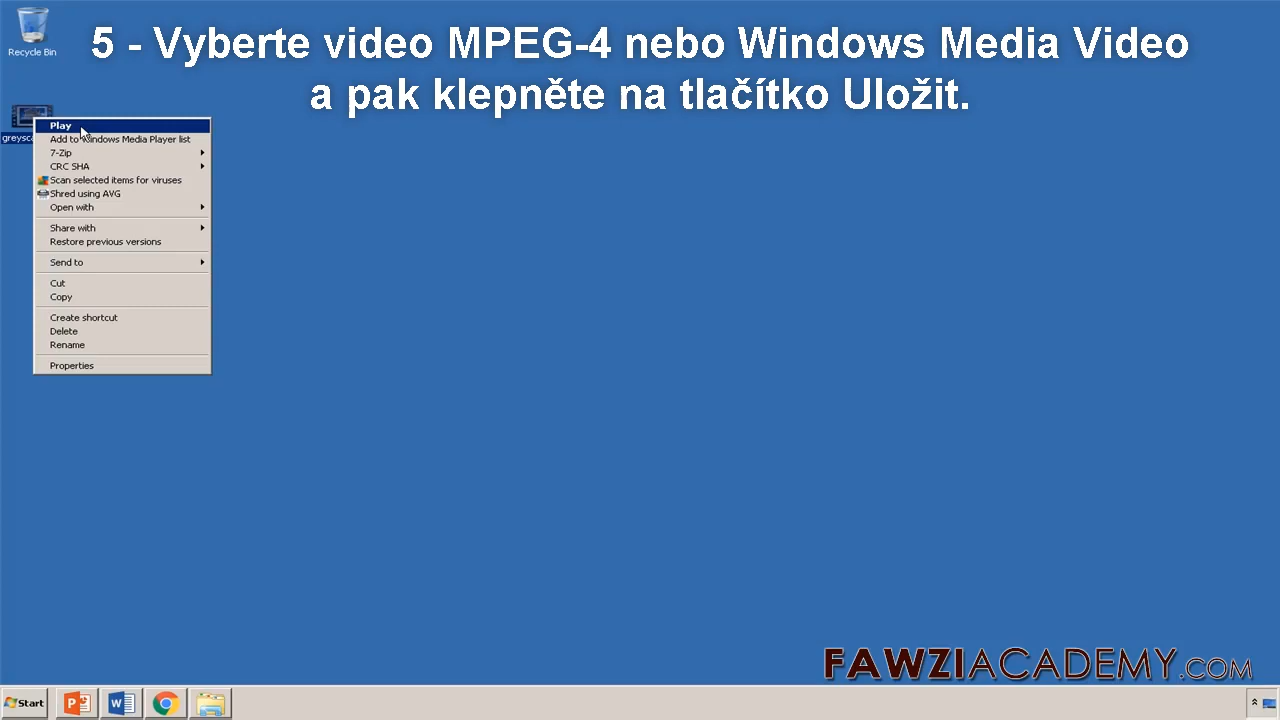 5 - Vyberte video MPEG-4 nebo Windows Media Video
a pak klepněte na tlačítko Uložit.
Recycle Bin
Play
Add to Windows Media Player list
7-Zip
CRC SHA
Scan selected items for viruses
Shred using AVG
Open with
Share with
Restore previous versions
Send to
Cut
Copy
Create shortcut
Delete
Rename
Properties
FAWZIACADEMY.COM
Start